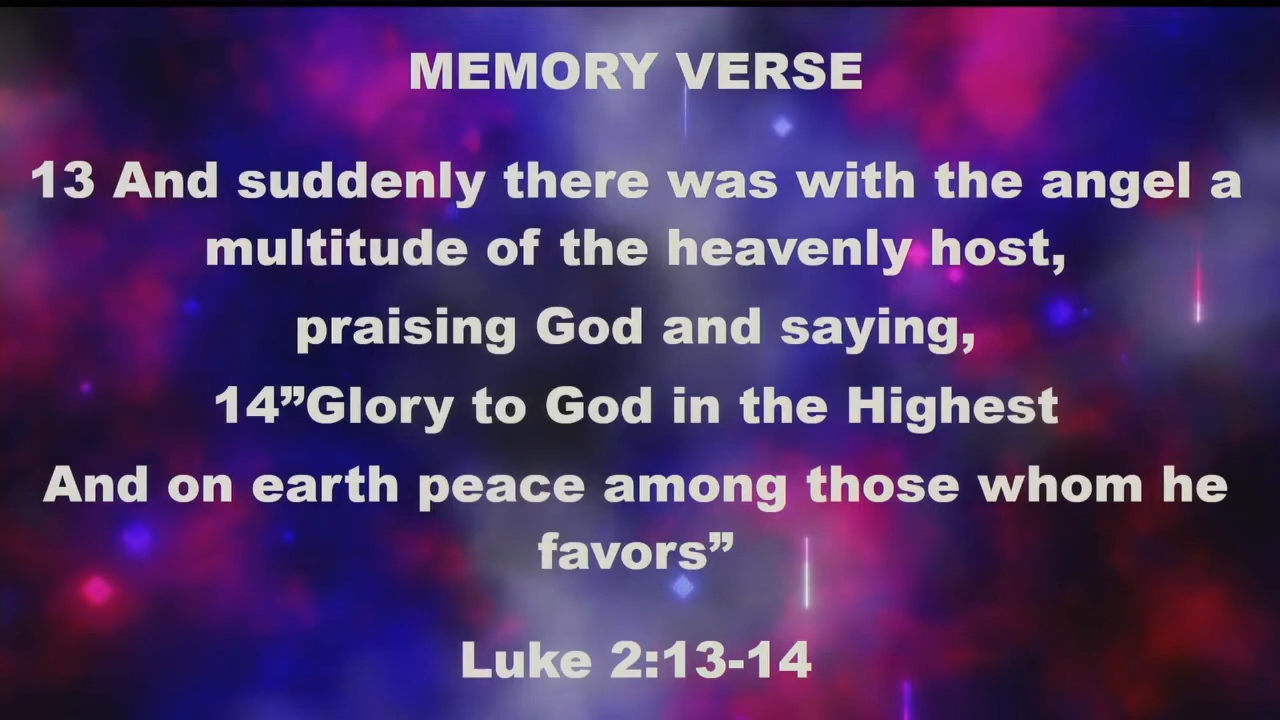 MEMORY VERSE
13 And suddenly there was with the angel a
multitude of the heavenly host,
praising God and saying,
14”Glory to God in the Highest
And on earth peace among those whom he
favors”
Luke 2:13-14